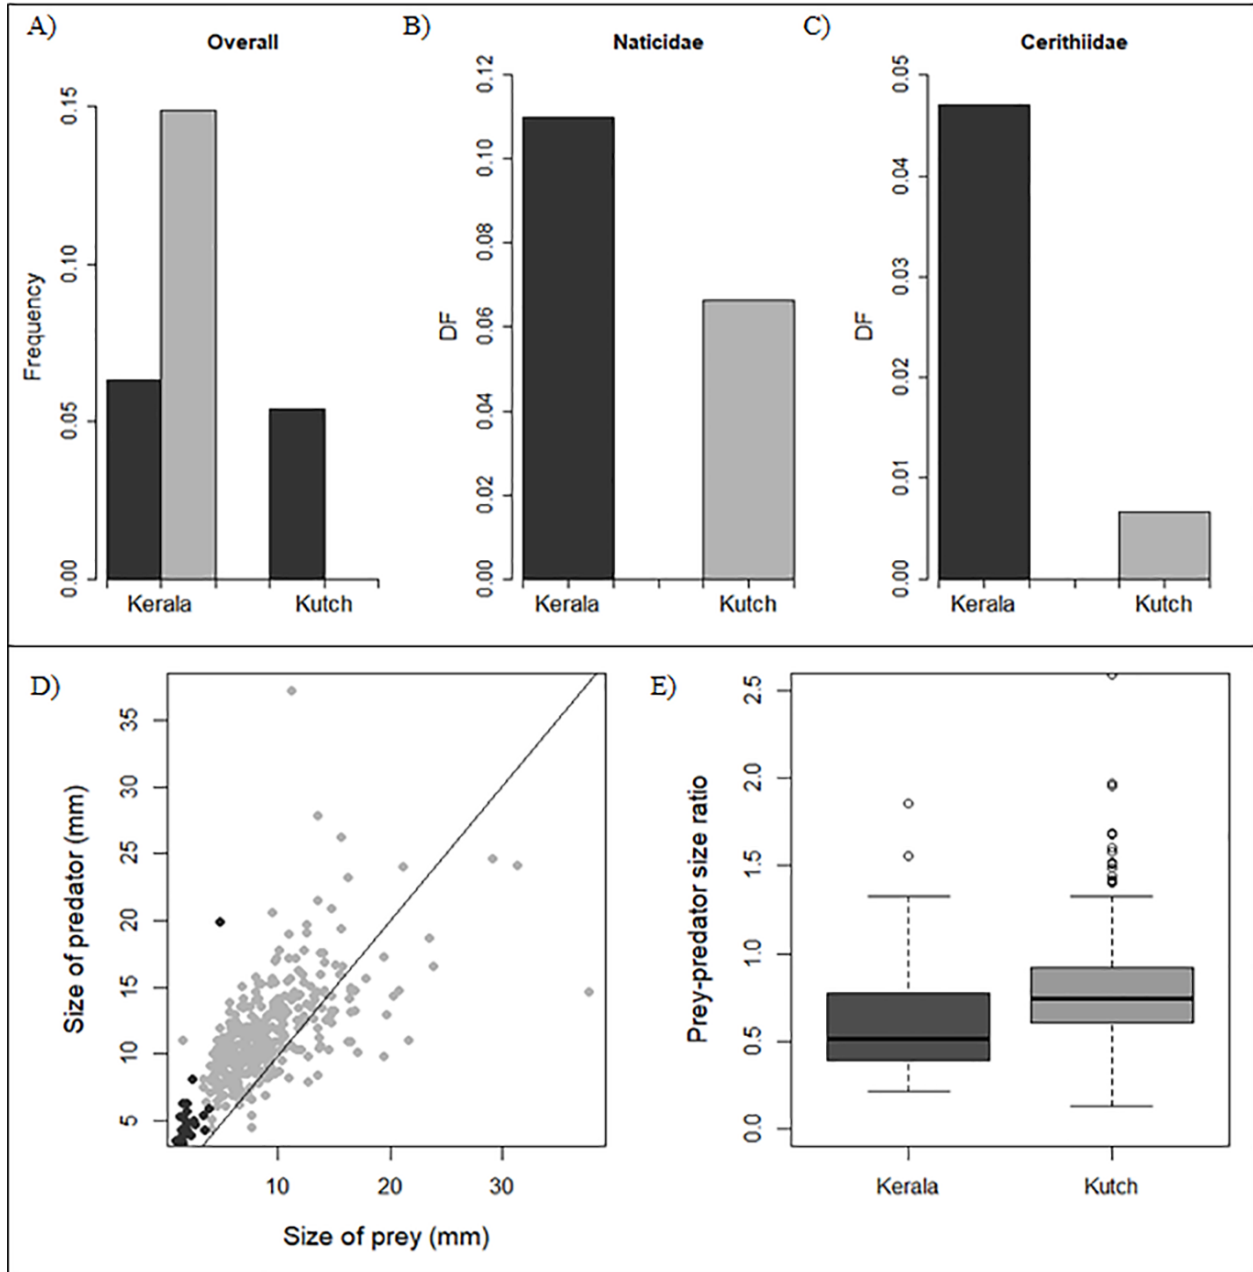 A)
Overall
Frequency
0.15
0.10
0.05
0.00
Kerala
Kutch
B)
Naticidae
DF
0.12
0.10
0.08
0.06
0.04
0.02
0.00
Kerala
Kutch
C)
Cerithiidae
DF
0.05
0.04
0.03
0.02
0.01
0.00
Kerala
Kutch
D)
Size of predator (mm)
35
30
25
20
15
10
5
10 20 30
Size of prey (mm)
E)
Prey-predator size ratio
2.5
2.0
1.5
1.0
0.5
0.0
Kerala
Kutch